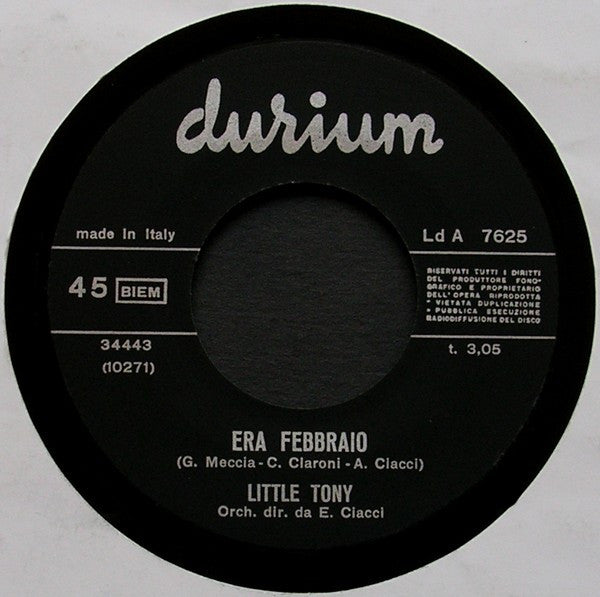 durium
made in Italy
Ld A 7625
45 BIEM
RISERVATI TUTTI I DIRITTI
DEL PRODUTTORE FONO-
GRAFICO E PROPRIETARIO
DELL'OPERA RIPRODOTTA
• VIETATA DUPLICAZIONE
• PUBBLICA ESECUZIONE
RADIODIFFUSIONE DEL DISCO
34443
(10271)
t. 3,05
ERA FEBBRAIO
(G. Meccia - C. Claroni - A. Ciacci)
LITTLE TONY
Orch. dir. da E. Ciacci